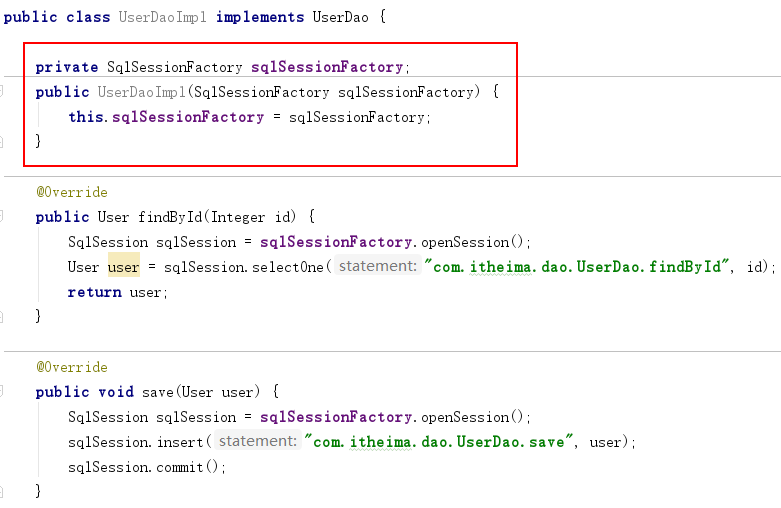 public class UserDaoImpl implements UserDao {
private SqlSessionFactory sqlSessionFactory;
public UserDaoImpl(SqlSessionFactory sqlSessionFactory) {
this.sqlSessionFactory = sqlSessionFactory;
}
@Override
public User findById(Integer id) {
SqlSession sqlSession = sqlSessionFactory.openSession();
User user = sqlSession.selectOne( statement: "com.itheima.dao.UserDao.findById", id);
return user;
}
@Override
public void save(User user) {
SqlSession sqlSession = sqlSessionFactory.openSession();
sqlSession.insert( statement: "com.itheima.dao.UserDao.save", user);
sqlSession.commit();
}